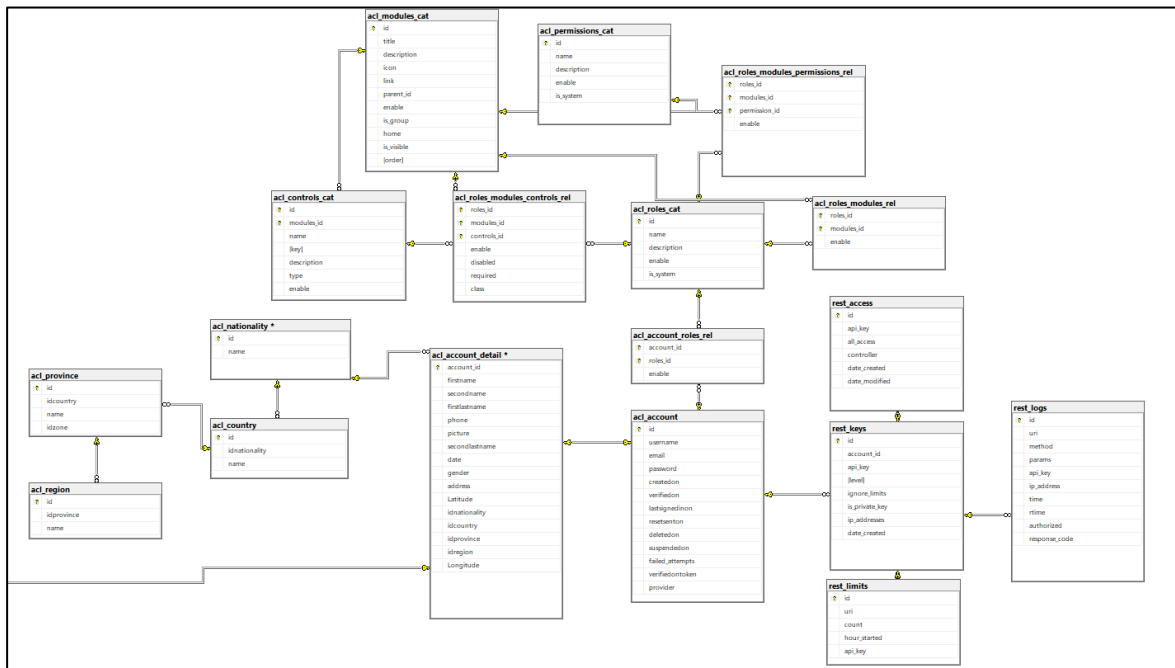 acl_modules_cat
id
title
description
icon
link
parent_id
enable
is_group
home
is_visible
[order]
acl_permissions_cat
id
name
description
enable
is_system
acl_roles_modules_permissions_rel
roles_id
modules_id
permission_id
enable
acl_controls_cat
id
modules_id
name
[key]
description
type
enable
acl_roles_modules_controls_rel
roles_id
modules_id
controls_id
enable
disabled
required
class
acl_roles_cat
id
name
description
enable
is_system
acl_roles_modules_rel
roles_id
modules_id
enable
acl_nationality *
id
name
acl_province
id
idcountry
name
idzone
acl_country
id
idnationality
name
acl_region
id
idprovince
name
acl_account_detail *
account_id
firstname
secondname
firstlastname
phone
picture
secondlastname
date
gender
address
Latitude
idnationality
idcountry
idprovince
idregion
Longitude
acl_account_roles_rel
account_id
roles_id
enable
acl_account
id
username
email
password
createdon
verifiedon
lastsignedinon
resetsenton
deletedon
suspendedon
failed_attempts
verifiedontoken
provider
rest_access
id
api_key
all_access
controller
date_created
date_modified
rest_keys
id
account_id
api_key
[level]
ignore_limits
is_private_key
ip_addresses
date_created
rest_logs
id
uri
method
params
api_key
ip_address
time
rtime
authorized
response_code
rest_limits
id
uri
count
hour_started
api_key